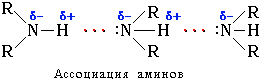 R δ− δ+ R δ− δ+ R δ−
N—H ··· :N—H ··· :N—H
R R R
Ассоциация аминов